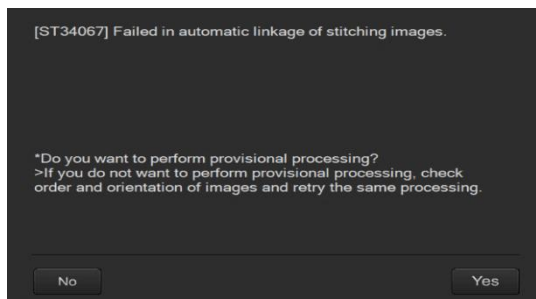 [ST34067] Failed in automatic linkage of stitching images.
*Do you want to perform provisional processing?
>If you do not want to perform provisional processing, check
order and orientation of images and retry the same processing.
No
Yes